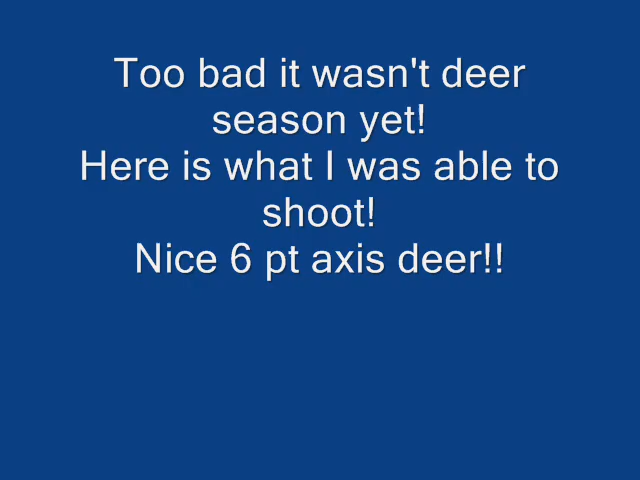 Too bad it wasn't deer
season yet!
Here is what I was able to
shoot!
Nice 6 pt axis deer!!